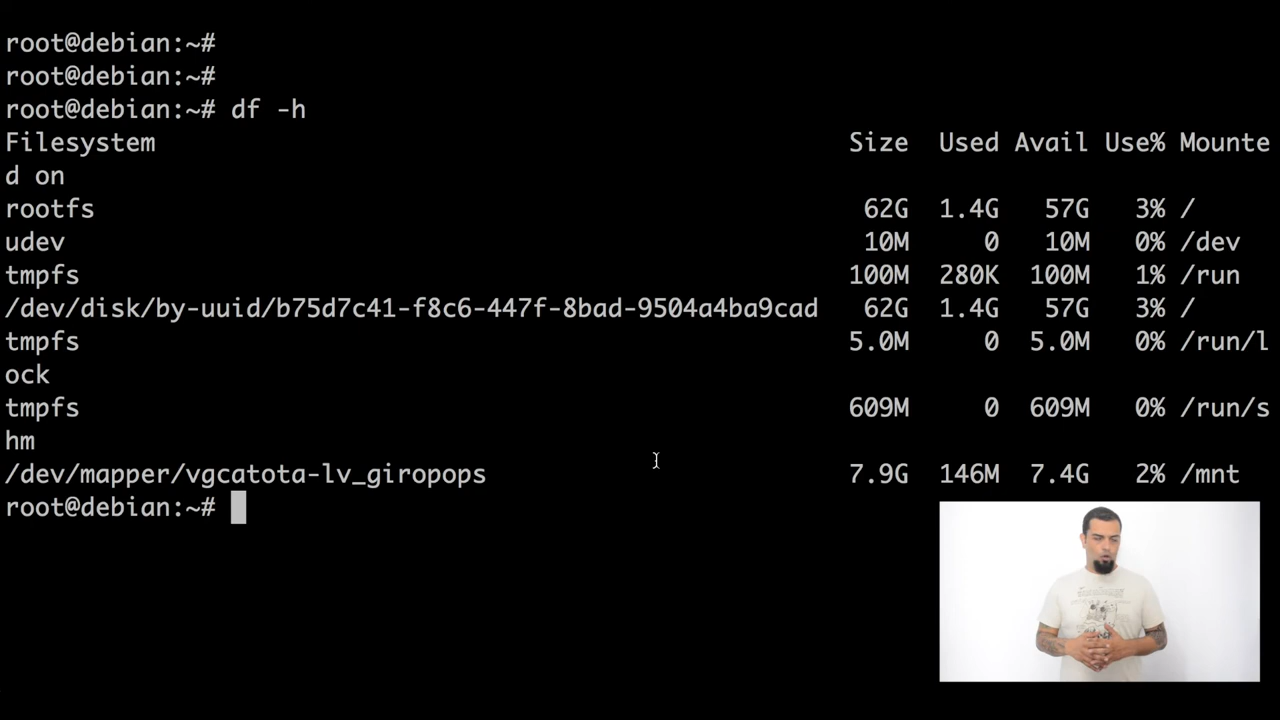 root@debian:~#
root@debian:~#
root@debian:~# df -h
Filesystem Size Used Avail Use% Mounte
d on
rootfs 62G 1.4G 57G 3% /
udev 10M 0 10M 0% /dev
tmpfs 100M 280K 100M 1% /run
/dev/disk/by-uuid/b75d7c41-f8c6-447f-8bad-9504a4ba9cad 62G 1.4G 57G 3% /
tmpfs 5.0M 0 5.0M 0% /run/l
ock
tmpfs 609M 0 609M 0% /run/s
hm
/dev/mapper/vgcatota-lv_giropops 7.9G 146M 7.4G 2% /mnt
root@debian:~#